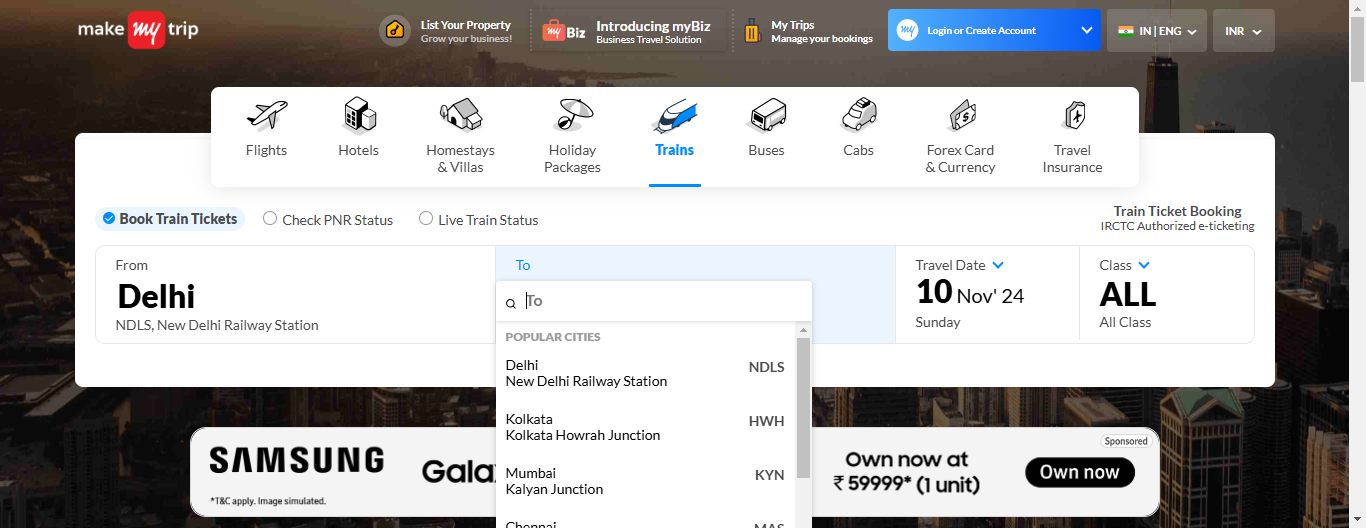 make my trip
List Your Property
Grow your business!
my Biz
Introducing myBiz
Business Travel Solution
My Trips
Manage your bookings
my
Login or Create Account
IN | ENG
INR
Flights
Hotels
Homestays
& Villas
Holiday
Packages
Trains
Buses
Cabs
Forex Card
& Currency
Travel
Insurance
Book Train Tickets
Check PNR Status
Live Train Status
Train Ticket Booking
IRCTC Authorized e-ticketing
From
Delhi
NDLS, New Delhi Railway Station
To
To
POPULAR CITIES
Delhi
New Delhi Railway Station
NDLS
Kolkata
Kolkata Howrah Junction
HWH
Mumbai
Kalyan Junction
KYN
Chennai
MAS
Travel Date
10 Nov' 24
Sunday
Class
ALL
All Class
SAMSUNG
*T&C apply. Image simulated.
Gala
Own now at
₹ 59999* (1 unit)
Own now
Sponsored